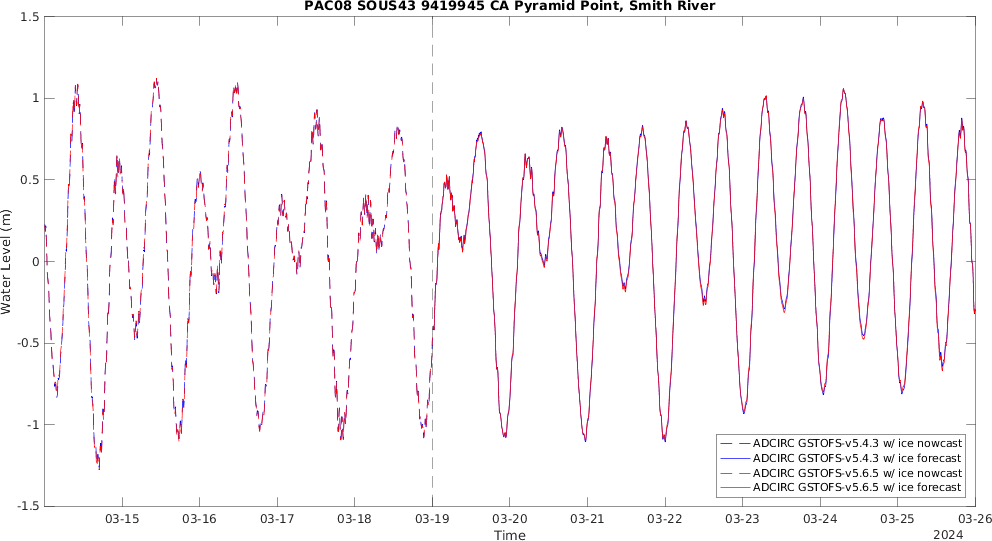 PAC08 SOUS43 9419945 CA Pyramid Point, Smith River
1.5
1
0.5
0
-0.5
-1
-1.5
Water Level (m)
03-15 03-16 03-17 03-18 03-19 03-20 03-21 03-22 03-23 03-24 03-25 03-26
Time
2024
ADCIRC GSTOFS-v5.4.3 w/ ice nowcast
ADCIRC GSTOFS-v5.4.3 w/ ice forecast
ADCIRC GSTOFS-v5.6.5 w/ ice nowcast
ADCIRC GSTOFS-v5.6.5 w/ ice forecast